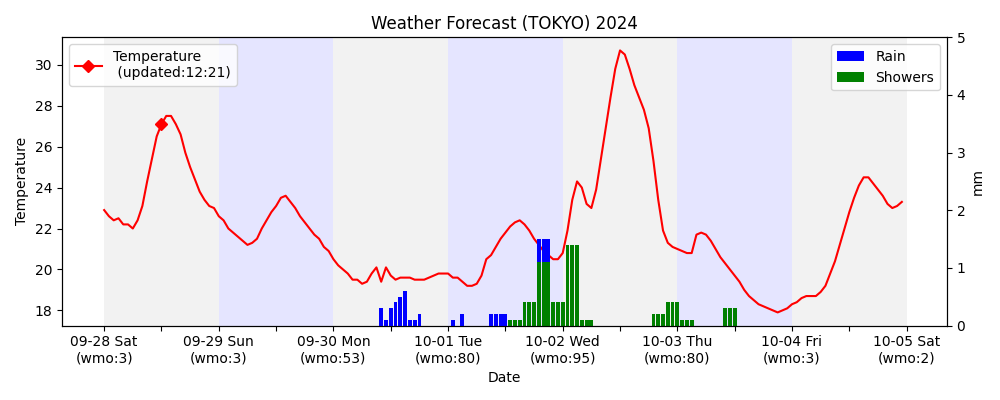 Weather Forecast (TOKYO) 2024
Temperature
(updated:12:21)
Rain
Showers
Temperature
30
28
26
24
22
20
18
5
4
3
2
1
0
mm
09-28 Sat
(wmo:3)
09-29 Sun
(wmo:3)
09-30 Mon
(wmo:53)
10-01 Tue
(wmo:80)
10-02 Wed
(wmo:95)
10-03 Thu
(wmo:80)
10-04 Fri
(wmo:3)
10-05 Sat
(wmo:2)
Date